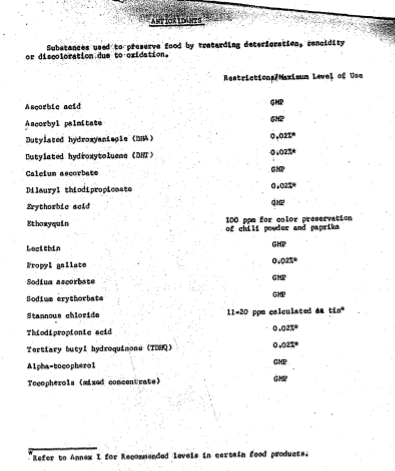 ANTIOXIDANTS
Substances used to preserve food by tretarding deterioration, rancidity
or discoloration due to oxidation.
Restrictions/Maximum Level of Use
Ascorbic acid GMP
Ascorbyl palmitate GMP
Butylated hydroxyanisole (BHA) 0.02%*
Butylated hydroxytoluene (BHT) 0.02%*
Calcium ascorbate GMP
Dilauryl thiodipropionate 0.02%*
Erythorbic acid GMP
Ethoxyquin 100 ppm for color preservation
of chili powder and paprika
Lecithin GMP
Propyl gallate 0.02%*
Sodium ascorbate GMP
Sodium erythorbate GMP
Stannous chloride 11-20 ppm calculated as tin*
Thiodipropionic acid 0.02%*
Tertiary butyl hydroquinone (TBHQ) 0.02%*
Alpha-tocopherol GMP
Tocopherols (mixed concentrate) GMP
*Refer to Annex I for Recommended levels in certain food products.